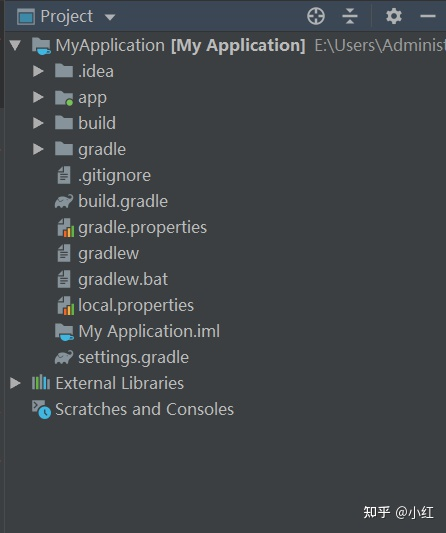 Project
MyApplication [My Application] E:\Users\Adminis
.idea
app
build
gradle
.gitignore
build.gradle
gradle.properties
gradlew
gradlew.bat
local.properties
My Application.iml
settings.gradle
External Libraries
Scratches and Consoles
知乎 @小红